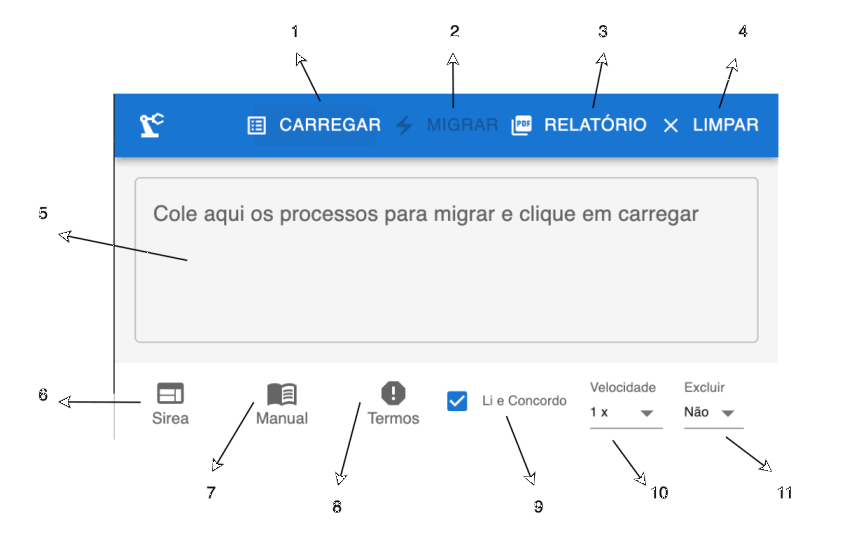 1 2 3 4
CARREGAR MIGRAR PDF RELATÓRIO LIMPAR
5
Cole aqui os processos para migrar e clique em carregar
6
Sirea Manual Termos Li e Concordo
Velocidade Excluir
1 x Não
7 8 9 10 11